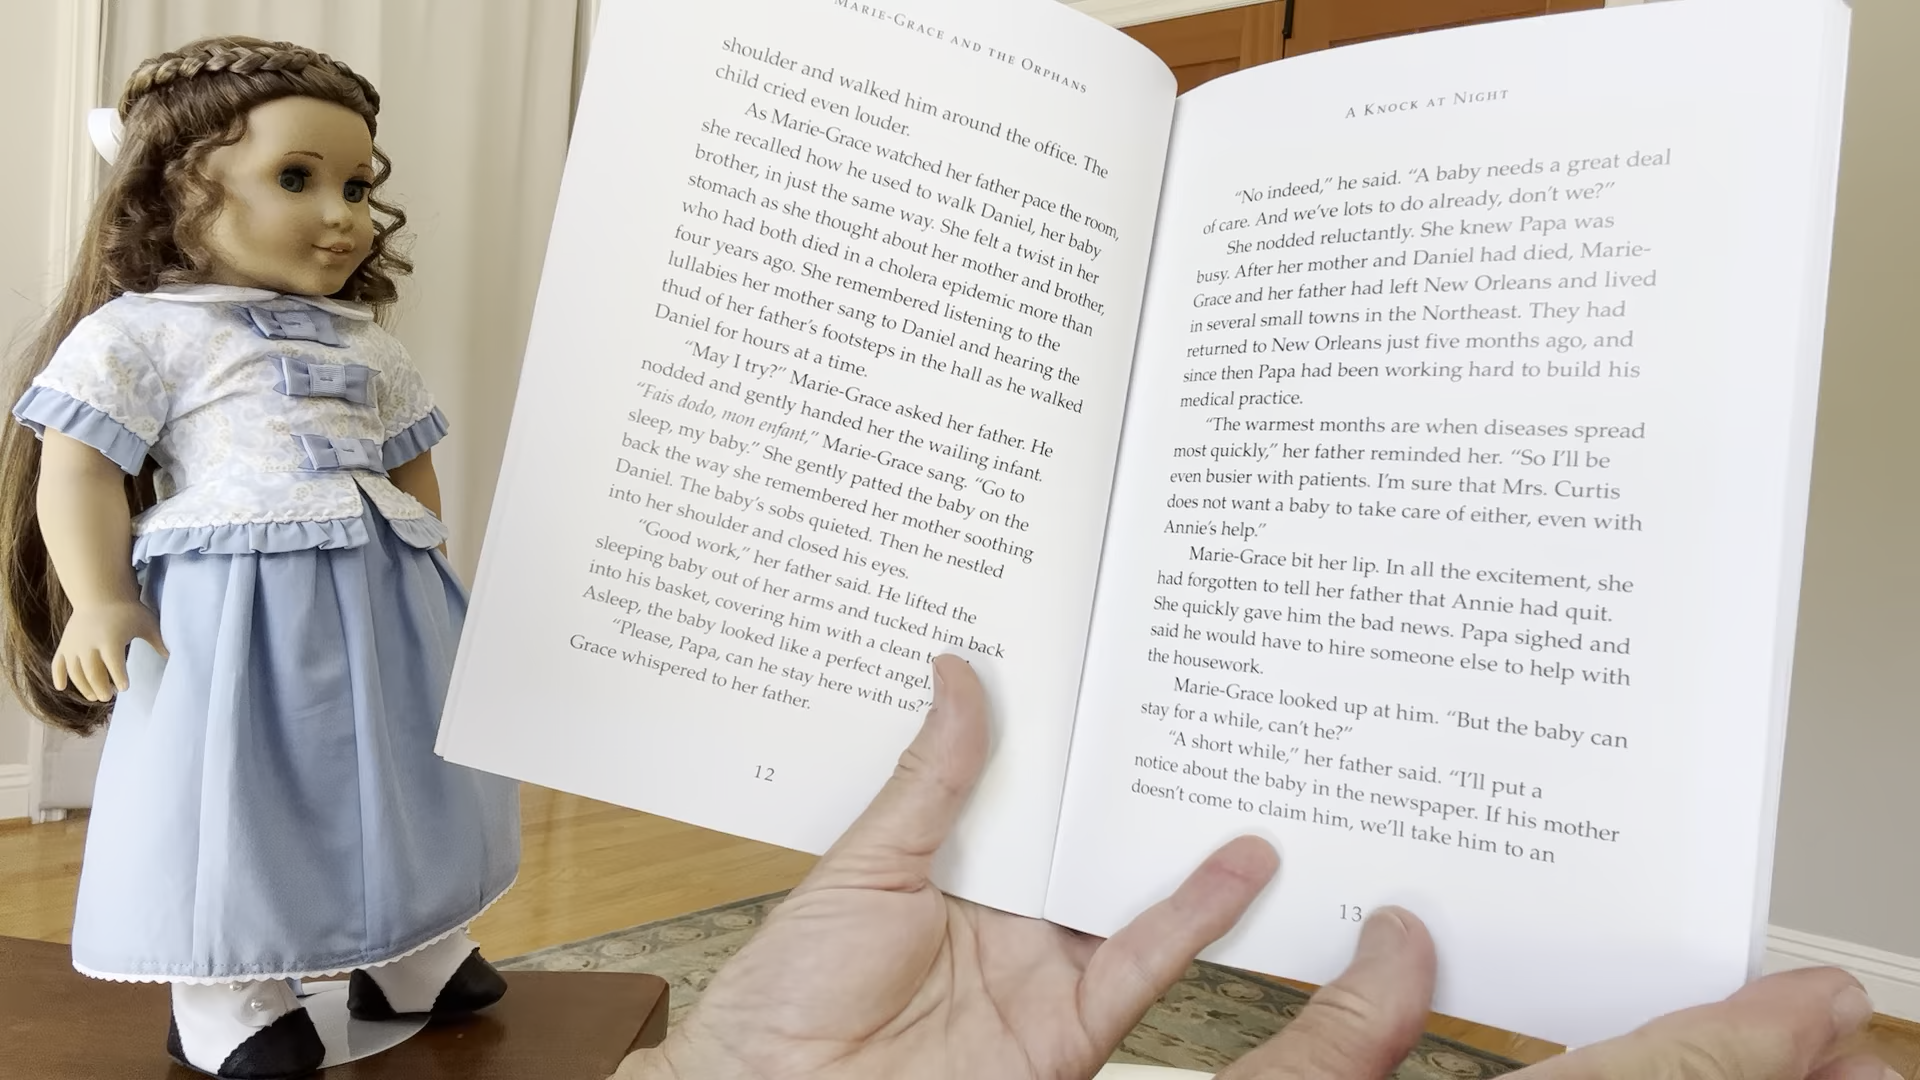 MARIE-GRACE AND THE ORPHANS
shoulder and walked him around the office. The
child cried even louder.
As Marie-Grace watched her father pace the room,
she recalled how he used to walk Daniel, her baby
brother, in just the same way. She felt a twist in her
stomach as she thought about her mother and brother,
who had both died in a cholera epidemic more than
four years ago. She remembered listening to the
lullabies her mother sang to Daniel and hearing the
thud of her father's footsteps in the hall as he walked
Daniel for hours at a time.
"May I try?" Marie-Grace asked her father. He
nodded and gently handed her the wailing infant.
"Fais dodo, mon enfant," Marie-Grace sang. "Go to
sleep, my baby." She gently patted the baby on the
back the way she remembered her mother soothing
Daniel. The baby's sobs quieted. Then he nestled
into her shoulder and closed his eyes.
"Good work," her father said. He lifted the
sleeping baby out of her arms and tucked him back
into his basket, covering him with a clean
Asleep, the baby looked like a perfect angel.
"Please, Papa, can he stay here with us?"
Grace whispered to her father.
12
A KNOCK AT NIGHT
"No indeed," he said. "A baby needs a great deal
of care. And we've lots to do already, don't we?"
She nodded reluctantly. She knew Papa was
busy. After her mother and Daniel had died, Marie-
Grace and her father had left New Orleans and lived
in several small towns in the Northeast. They had
returned to New Orleans just five months ago, and
since then Papa had been working hard to build his
medical practice.
"The warmest months are when diseases spread
most quickly," her father reminded her. "So I'll be
even busier with patients. I'm sure that Mrs. Curtis
does not want a baby to take care of either, even with
Annie's help."
Marie-Grace bit her lip. In all the excitement, she
had forgotten to tell her father that Annie had quit.
She quickly gave him the bad news. Papa sighed and
said he would have to hire someone else to help with
the housework.
Marie-Grace looked up at him. "But the baby can
stay for a while, can't he?"
"A short while," her father said. "I'll put a
notice about the baby in the newspaper. If his mother
doesn't come to claim him, we'll take him to an
13